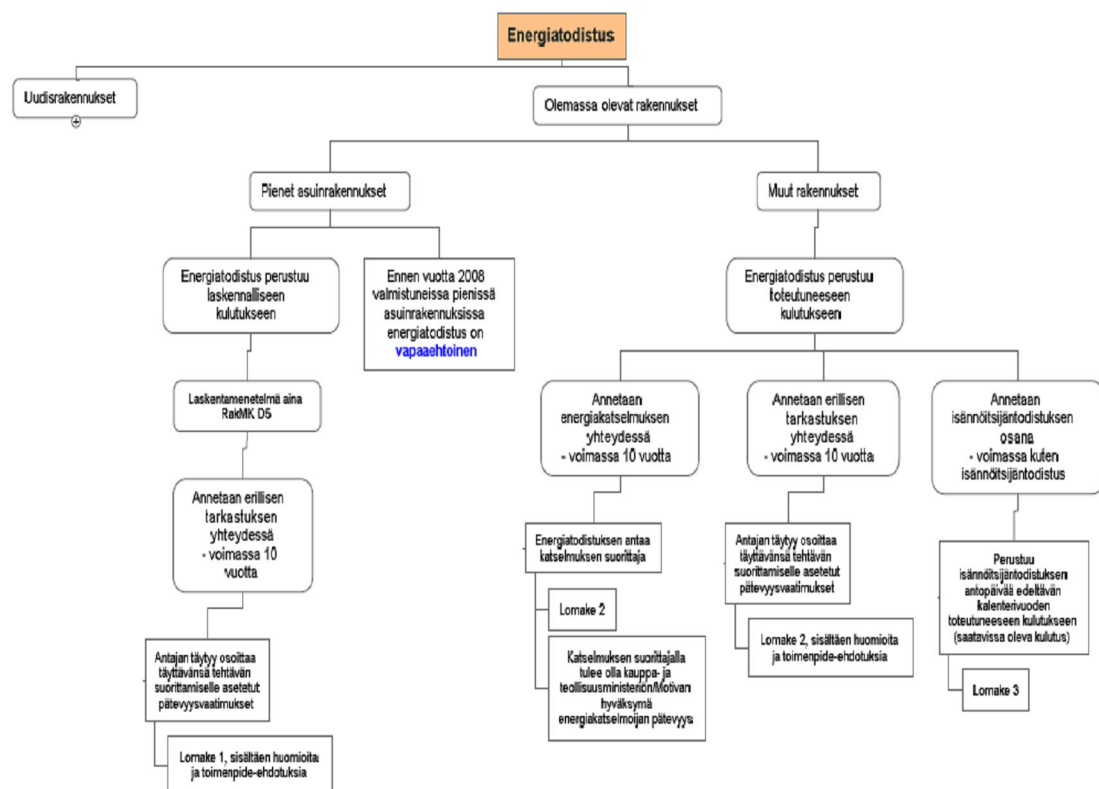 Energiatodistus
Uudisrakennukset
Olemassa olevat rakennukset
Pienet asuinrakennukset
Muut rakennukset
Energiatodistus perustuu
laskennalliseen
kulutukseen
Ennen vuotta 2008
valmistuneissa pienissä
asuinrakennuksissa
energiatodistus on
vapaaehtoinen
Energiatodistus perustuu
toteutuneeseen
kulutukseen
Laskentamenetelmä aina
RakMK D5
Annetaan
energiakatselmuksen
yhteydessä
- voimassa 10 vuotta
Annetaan erillisen
tarkastuksen
yhteydessä
- voimassa 10 vuotta
Annetaan
isännöitsijäntodistuksen
osana
- voimassa kuten
isännöitsijäntodistus
Annetaan erillisen
tarkastuksen
yhteydessä
- voimassa 10
vuotta
Energiatodistuksen antaa
katselmuksen suorittaja
Lomake 2
Katselmuksen suorittajalla
tulee olla kauppa- ja
teollisuusministeriön/Motivan
hyväksymä
energiakatselmoijan pätevyys
Antajan täytyy osoittaa
täyttävänsä tehtävän
suorittamiselle asetetut
pätevyysvaatimukset
Lomake 2, sisältäen huomioita
ja toimenpide-ehdotuksia
Perustuu
isännöitsijäntodistuksen
antopäivää edeltävän
kalenterivuoden
toteutuneeseen kulutukseen
(saatavissa oleva kulutus)
Lomake 3
Antajan täytyy osoittaa
täyttävänsä tehtävän
suorittamiselle asetetut
pätevyysvaatimukset
Lomake 1, sisältäen huomioita
ja toimenpide-ehdotuksia